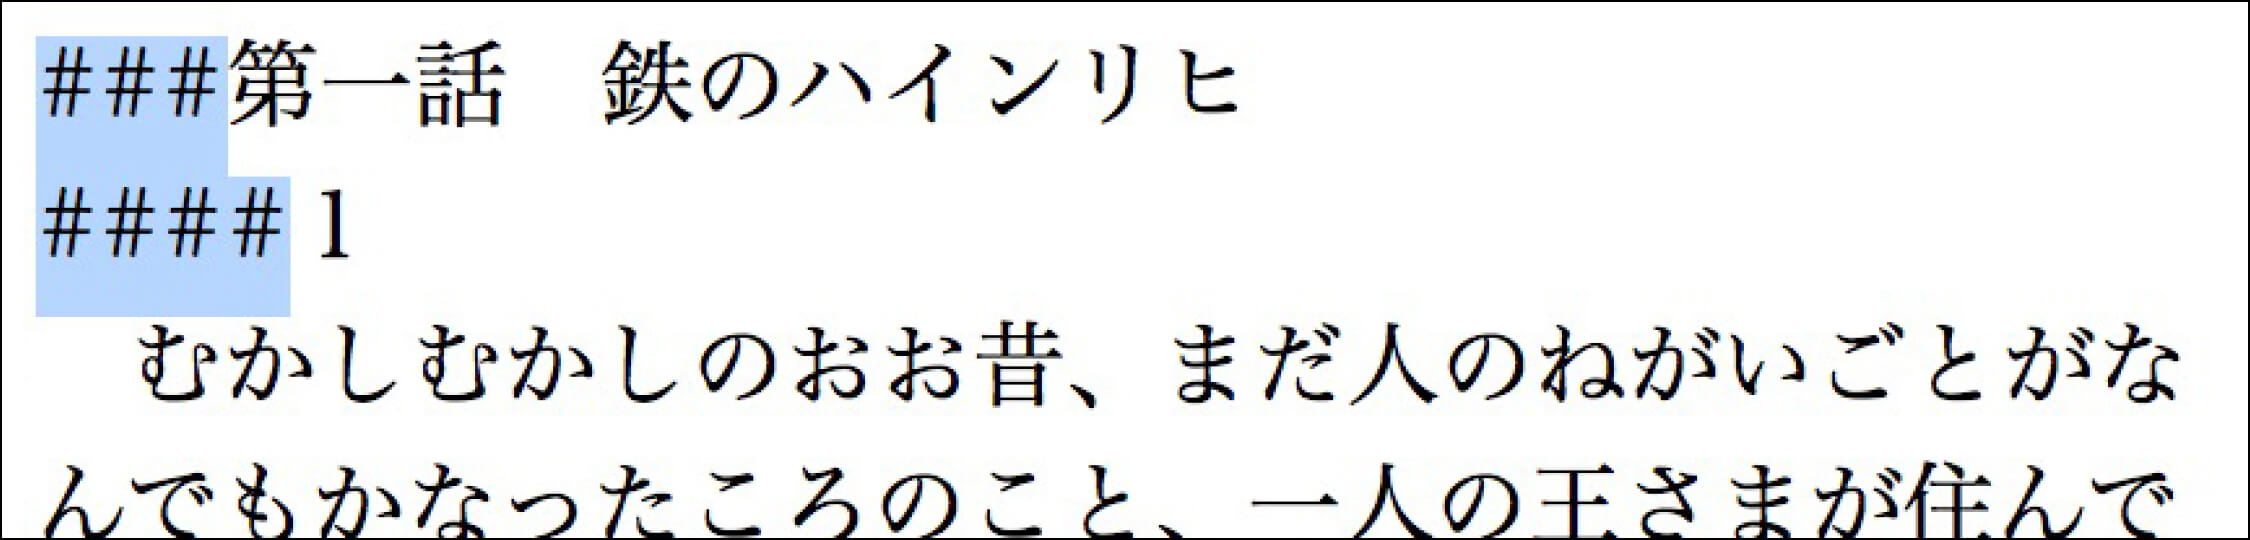 ###第一話　鉄のハインリヒ
#### 1
　むかしむかしのおお昔、まだ人のねがいごとがな
んでもかなったころのこと、一人の王さまが住んで